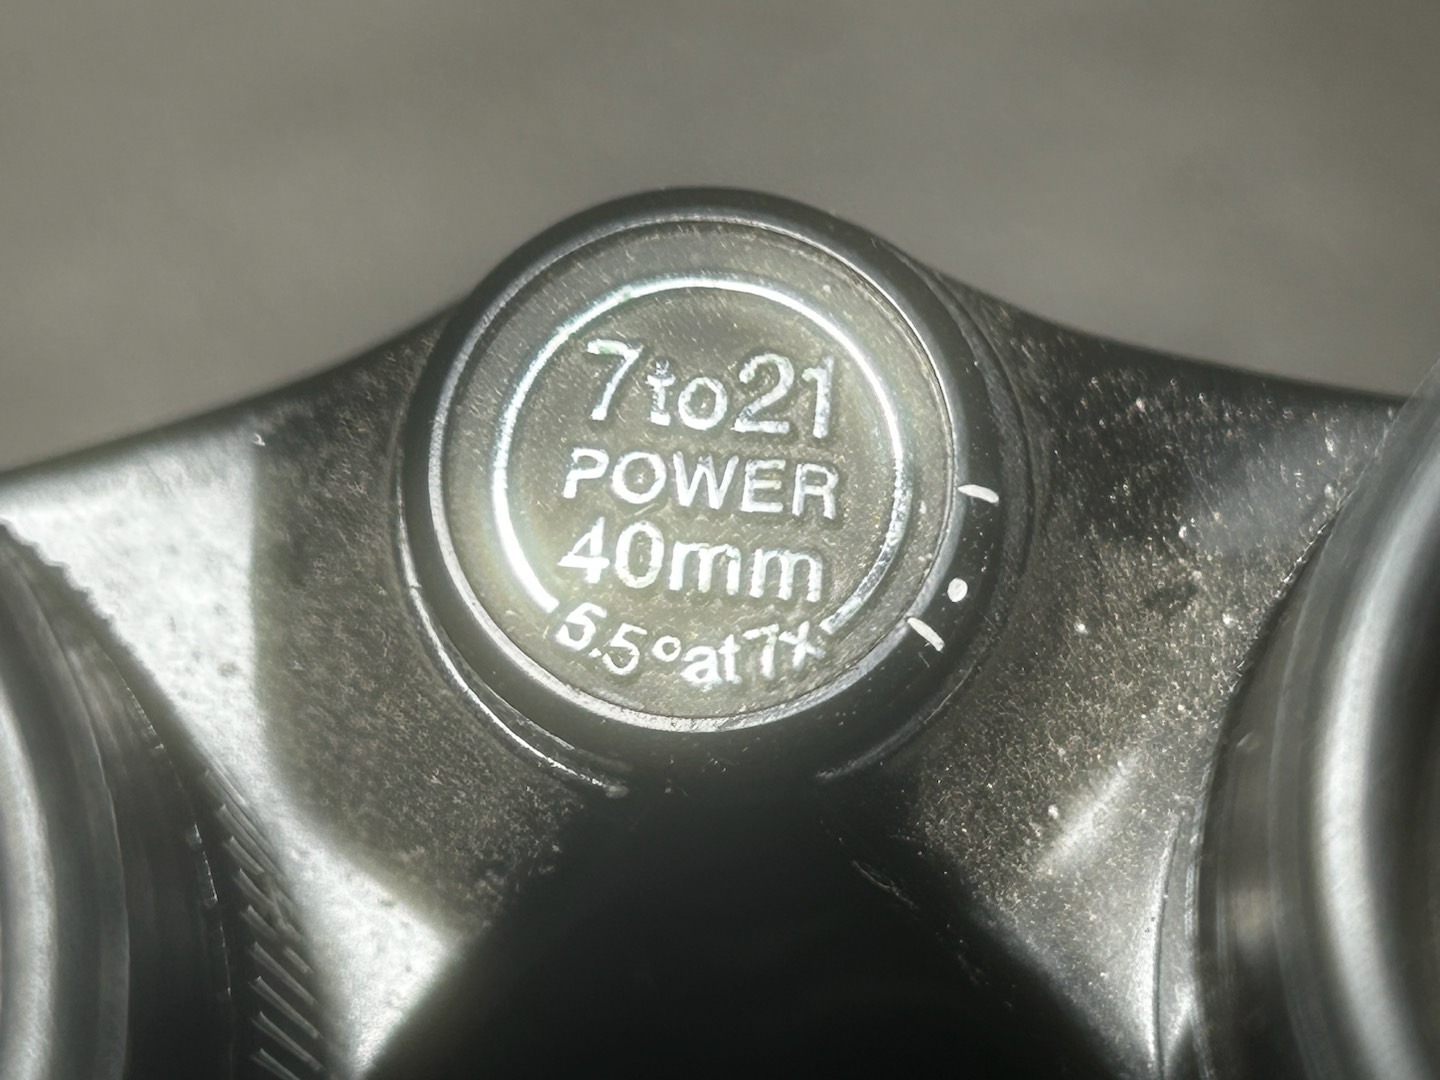 7 to 21
POWER
40mm
5.5° at 7x